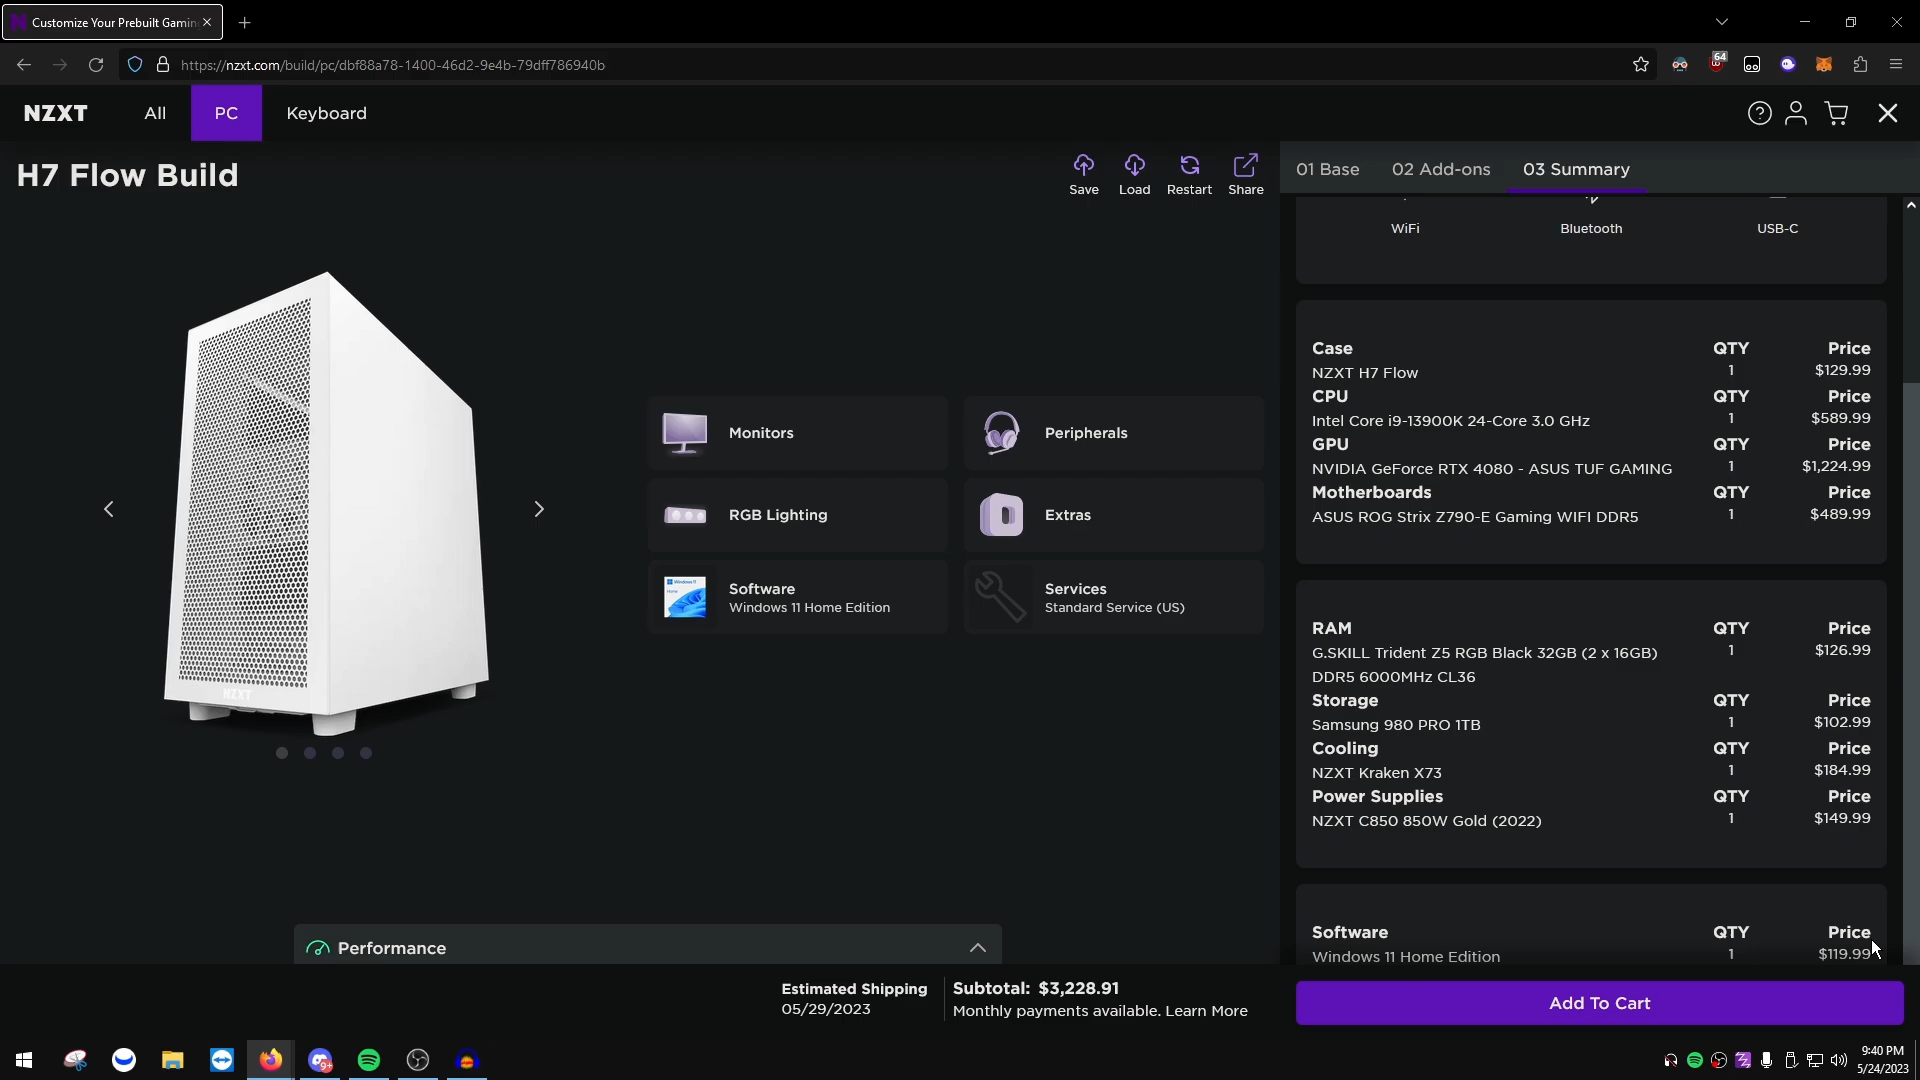 Customize Your Prebuilt Gamin
https://nzxt.com/build/pc/dbf88a78-1400-46d2-9e4b-79dff786940b
64
NZXT
All
PC
Keyboard
H7 Flow Build
Save
Load
Restart
Share
01 Base
02 Add-ons
03 Summary
WiFi
Bluetooth
USB-C
Case QTY Price
NZXT H7 Flow 1 $129.99
CPU QTY Price
Intel Core i9-13900K 24-Core 3.0 GHz 1 $589.99
GPU QTY Price
NVIDIA GeForce RTX 4080 - ASUS TUF GAMING 1 $1,224.99
Motherboards QTY Price
ASUS ROG Strix Z790-E Gaming WIFI DDR5 1 $489.99
RAM QTY Price
G.SKILL Trident Z5 RGB Black 32GB (2 x 16GB) 1 $126.99
DDR5 6000MHz CL36
Storage QTY Price
Samsung 980 PRO 1TB 1 $102.99
Cooling QTY Price
NZXT Kraken X73 1 $184.99
Power Supplies QTY Price
NZXT C850 850W Gold (2022) 1 $149.99
Software QTY Price
Windows 11 Home Edition 1 $119.99
NZXT
Monitors
Peripherals
RGB Lighting
Extras
Windows 11
Home
Software
Windows 11 Home Edition
Services
Standard Service (US)
Performance
Estimated Shipping
05/29/2023
Subtotal: $3,228.91
Monthly payments available. Learn More
Add To Cart
9+
9:40 PM
5/24/2023